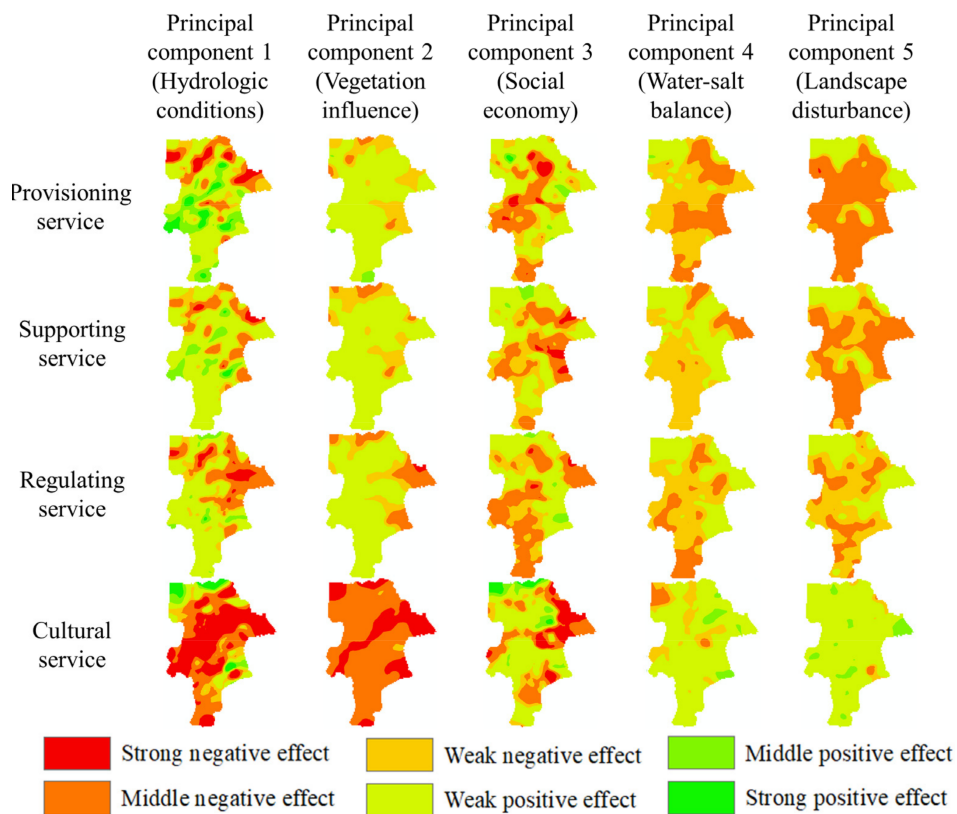 Principal component 1 (Hydrologic conditions)
Principal component 2 (Vegetation influence)
Principal component 3 (Social economy)
Principal component 4 (Water-salt balance)
Principal component 5 (Landscape disturbance)
Provisioning
service
Supporting
service
Regulating
service
Cultural
service
Strong negative effect
Weak negative effect
Middle positive effect
Middle negative effect
Weak positive effect
Strong positive effect